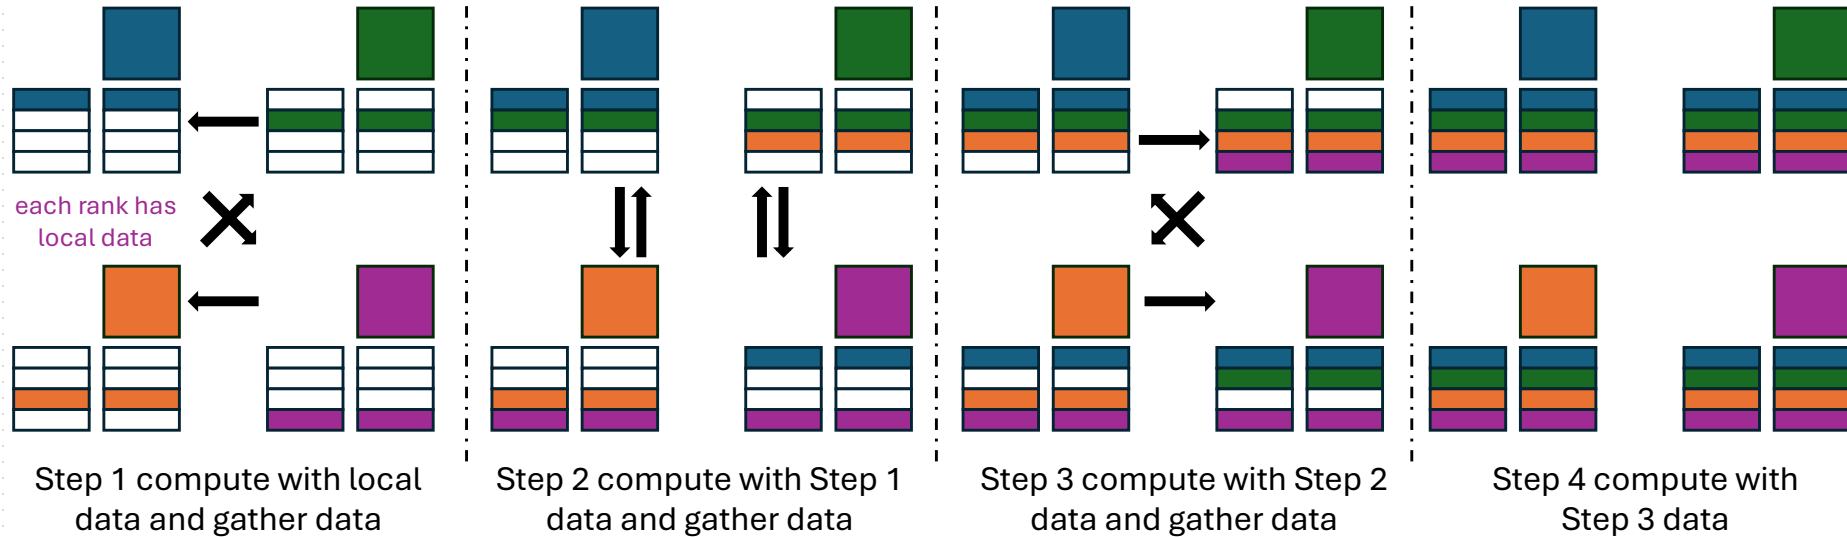 each rank has
local data
Step 1 compute with local
data and gather data
Step 2 compute with Step 1
data and gather data
Step 3 compute with Step 2
data and gather data
Step 4 compute with
Step 3 data